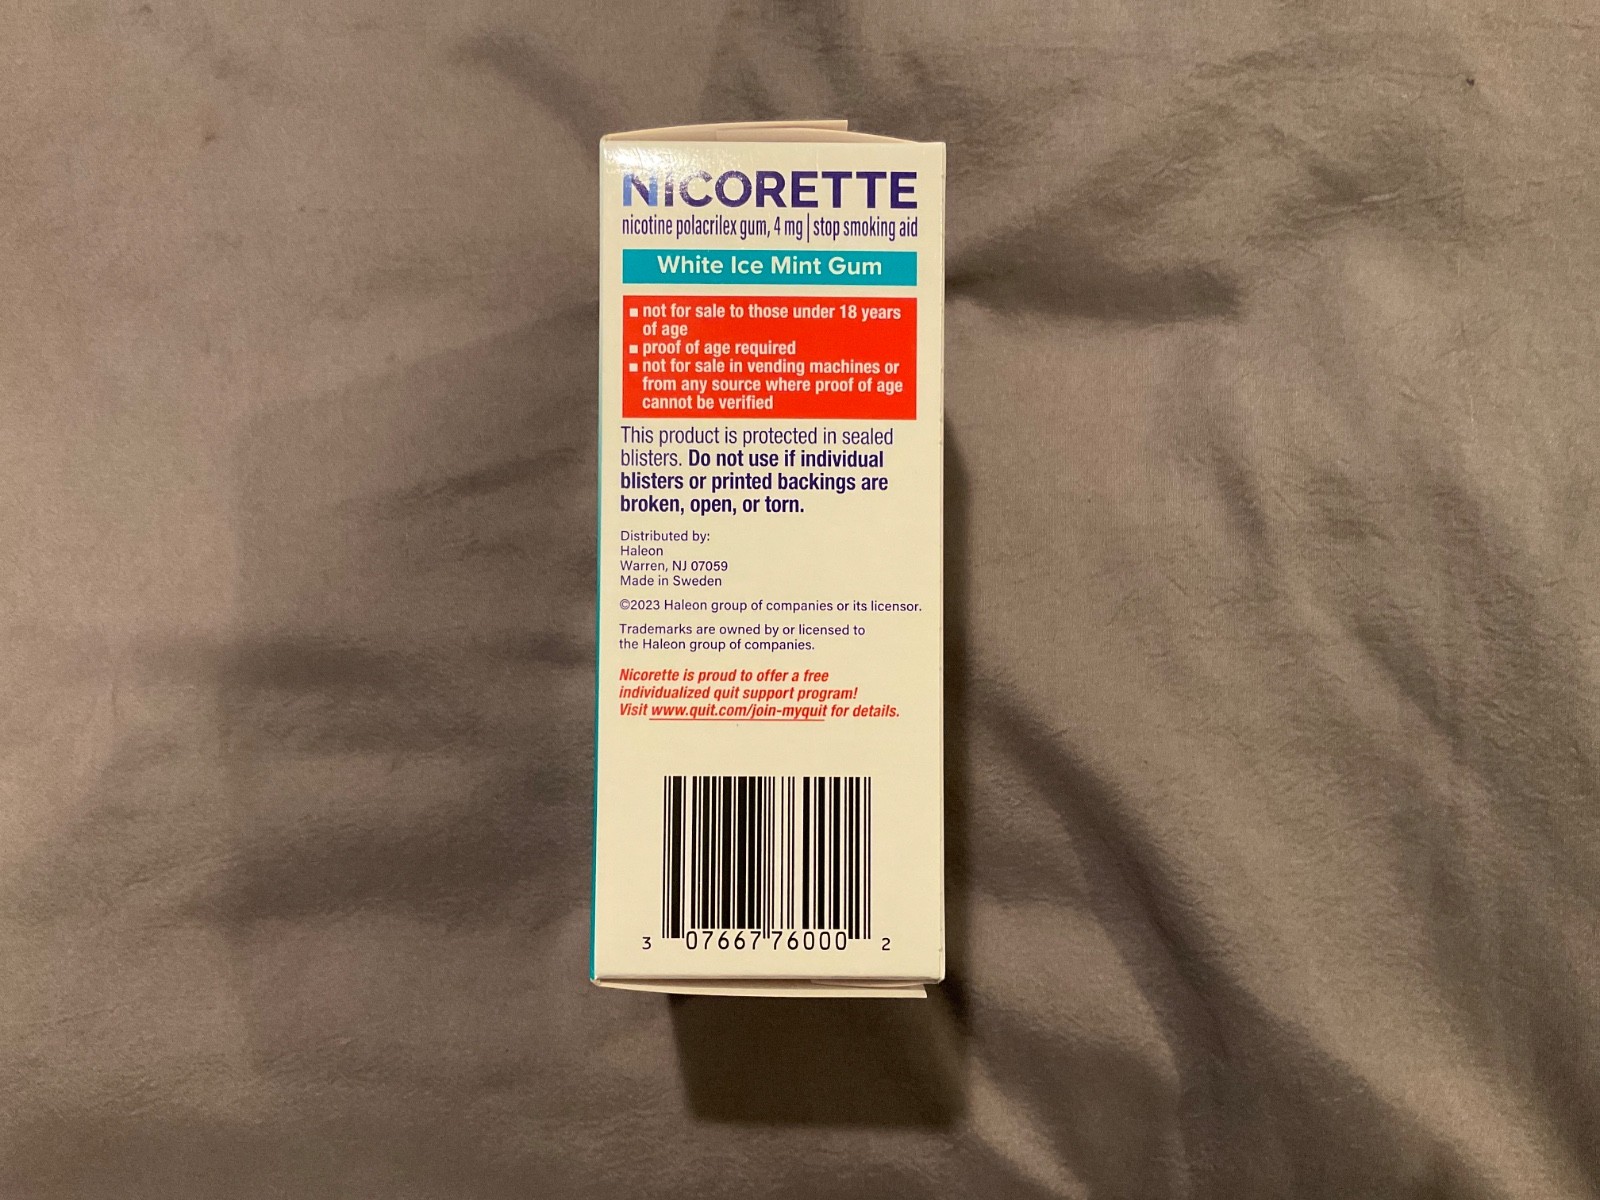 NICORETTE
nicotine polacrilex gum, 4 mg | stop smoking aid
White Ice Mint Gum
▪ not for sale to those under 18 years
of age
▪ proof of age required
▪ not for sale in vending machines or
from any source where proof of age
cannot be verified
This product is protected in sealed
blisters. Do not use if individual
blisters or printed backings are
broken, open, or torn.
Distributed by:
Haleon
Warren, NJ 07059
Made in Sweden
©2023 Haleon group of companies or its licensor.
Trademarks are owned by or licensed to
the Haleon group of companies.
Nicorette is proud to offer a free
individualized quit support program!
Visit www.quit.com/join-myquit for details.
3 07667 76000 2